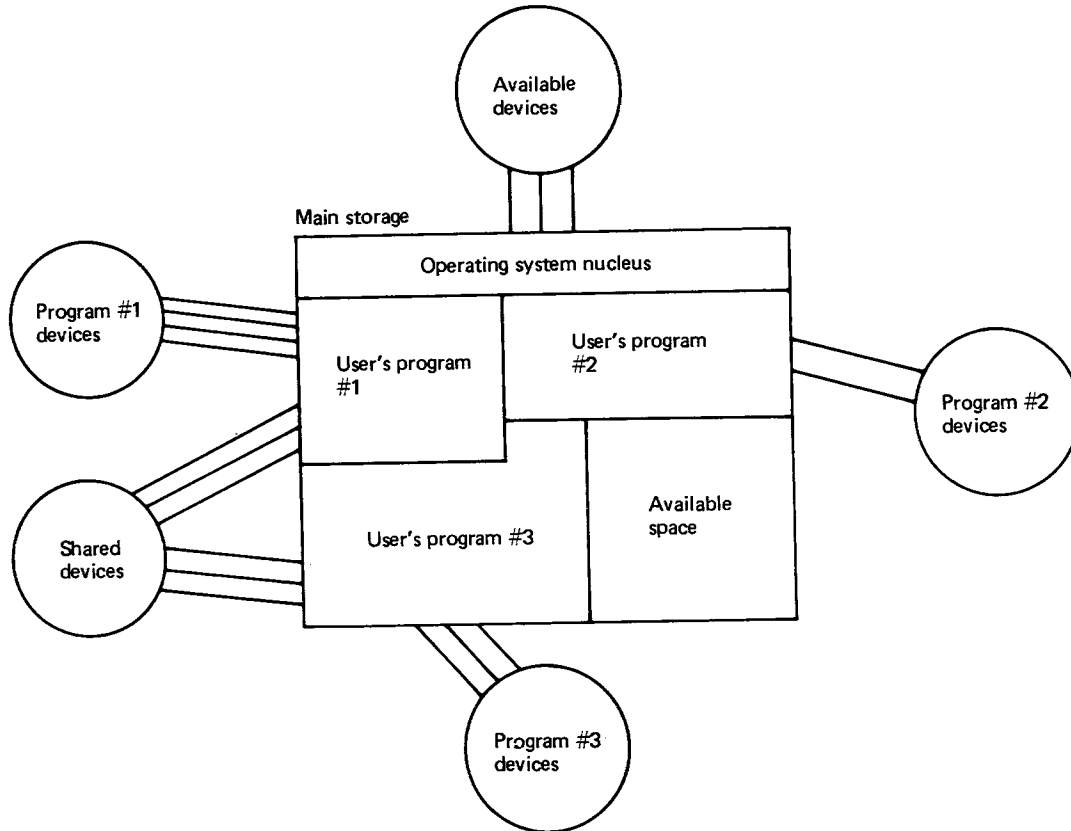 Available
devices
Main storage
Operating system nucleus
Program #1
devices
User's program
#1
User's program
#2
Program #2
devices
Shared
devices
User's program #3
Available
space
Program #3
devices